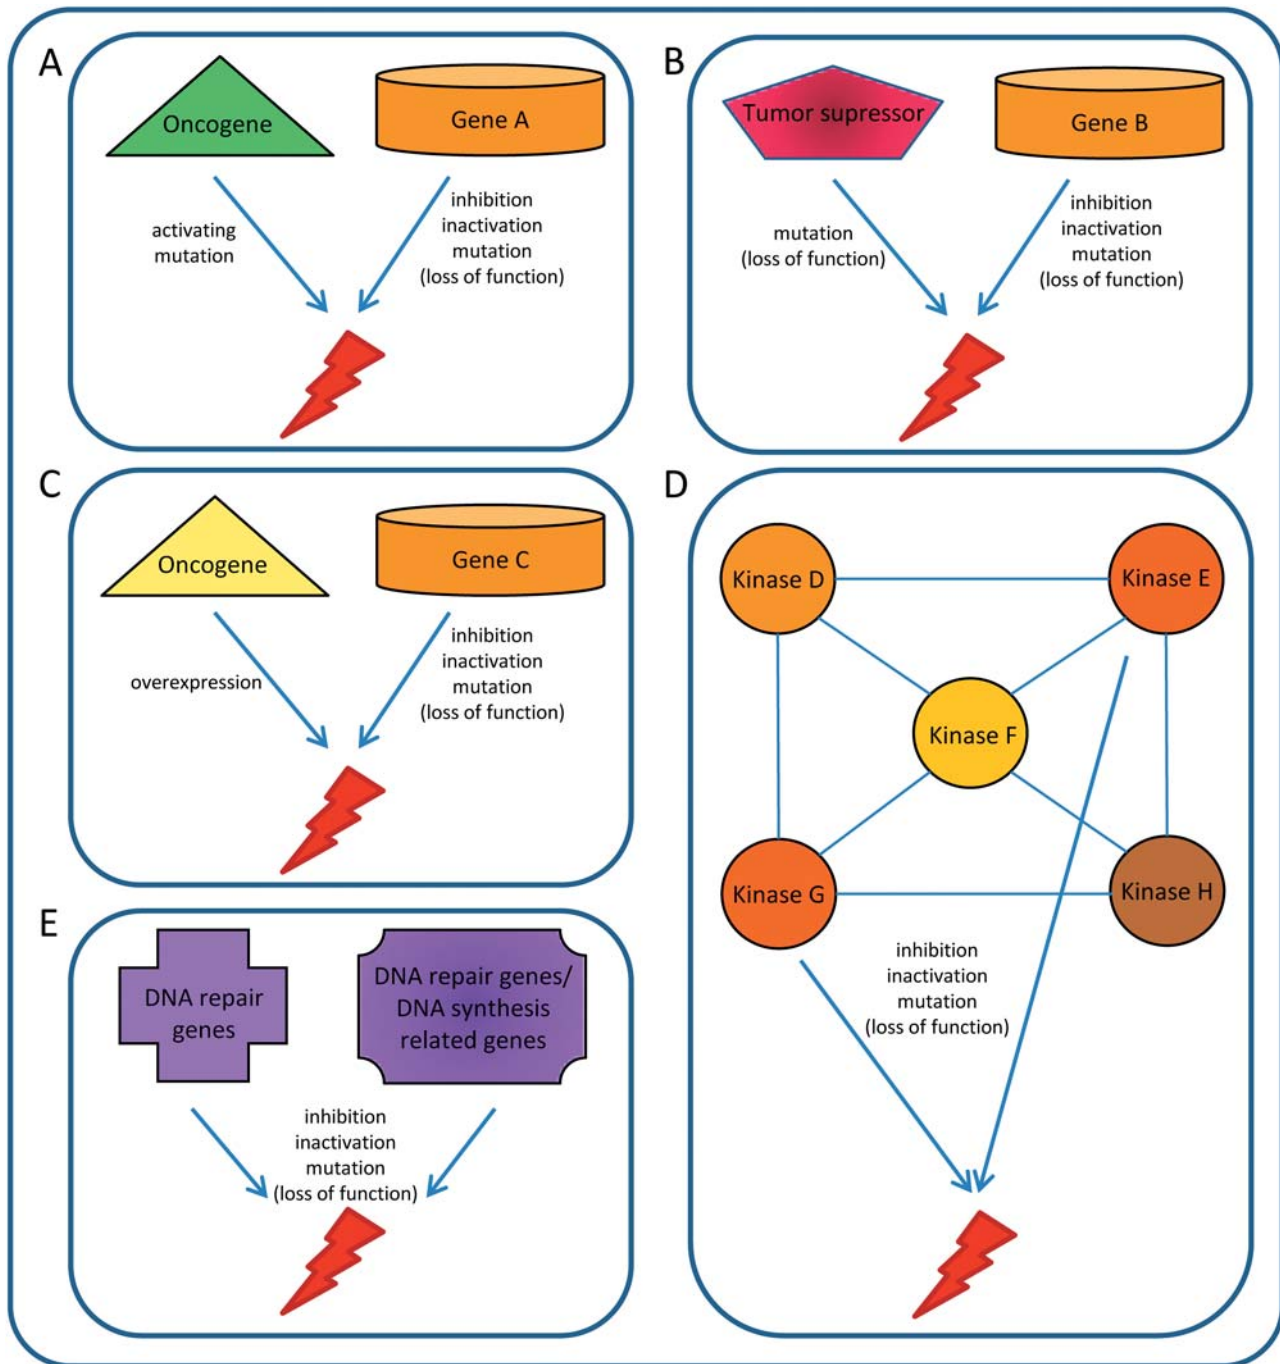 A
Oncogene
Gene A
activating
mutation
inhibition
inactivation
mutation
(loss of function)
B
Tumor supressor
Gene B
mutation
(loss of function)
inhibition
inactivation
mutation
(loss of function)
C
Oncogene
Gene C
overexpression
inhibition
inactivation
mutation
(loss of function)
D
Kinase D
Kinase E
Kinase F
Kinase G
Kinase H
inhibition
inactivation
mutation
(loss of function)
E
DNA repair
genes
DNA repair genes/
DNA synthesis
related genes
inhibition
inactivation
mutation
(loss of function)